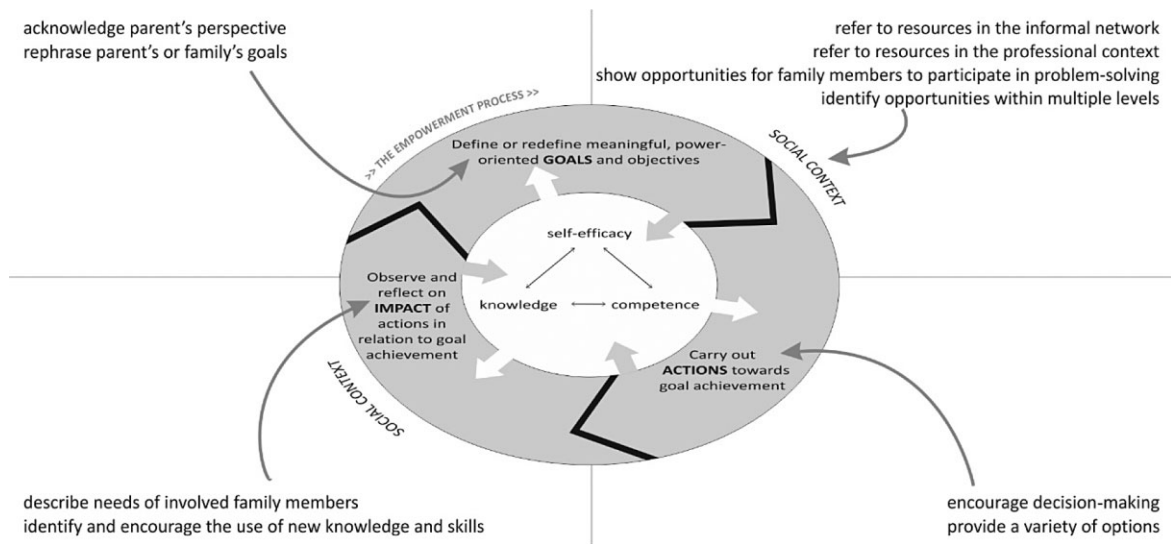 acknowledge parent's perspective
rephrase parent's or family's goals
refer to resources in the informal network
refer to resources in the professional context
show opportunities for family members to participate in problem-solving
identify opportunities within multiple levels
>> THE EMPOWERMENT PROCESS >>
SOCIAL CONTEXT
Define or redefine meaningful, power-
oriented GOALS and objectives
self-efficacy
knowledge
competence
Observe and
reflect on
IMPACT of
actions in
relation to goal
achievement
Carry out
ACTIONS towards
goal achievement
SOCIAL CONTEXT
describe needs of involved family members
identify and encourage the use of new knowledge and skills
encourage decision-making
provide a variety of options